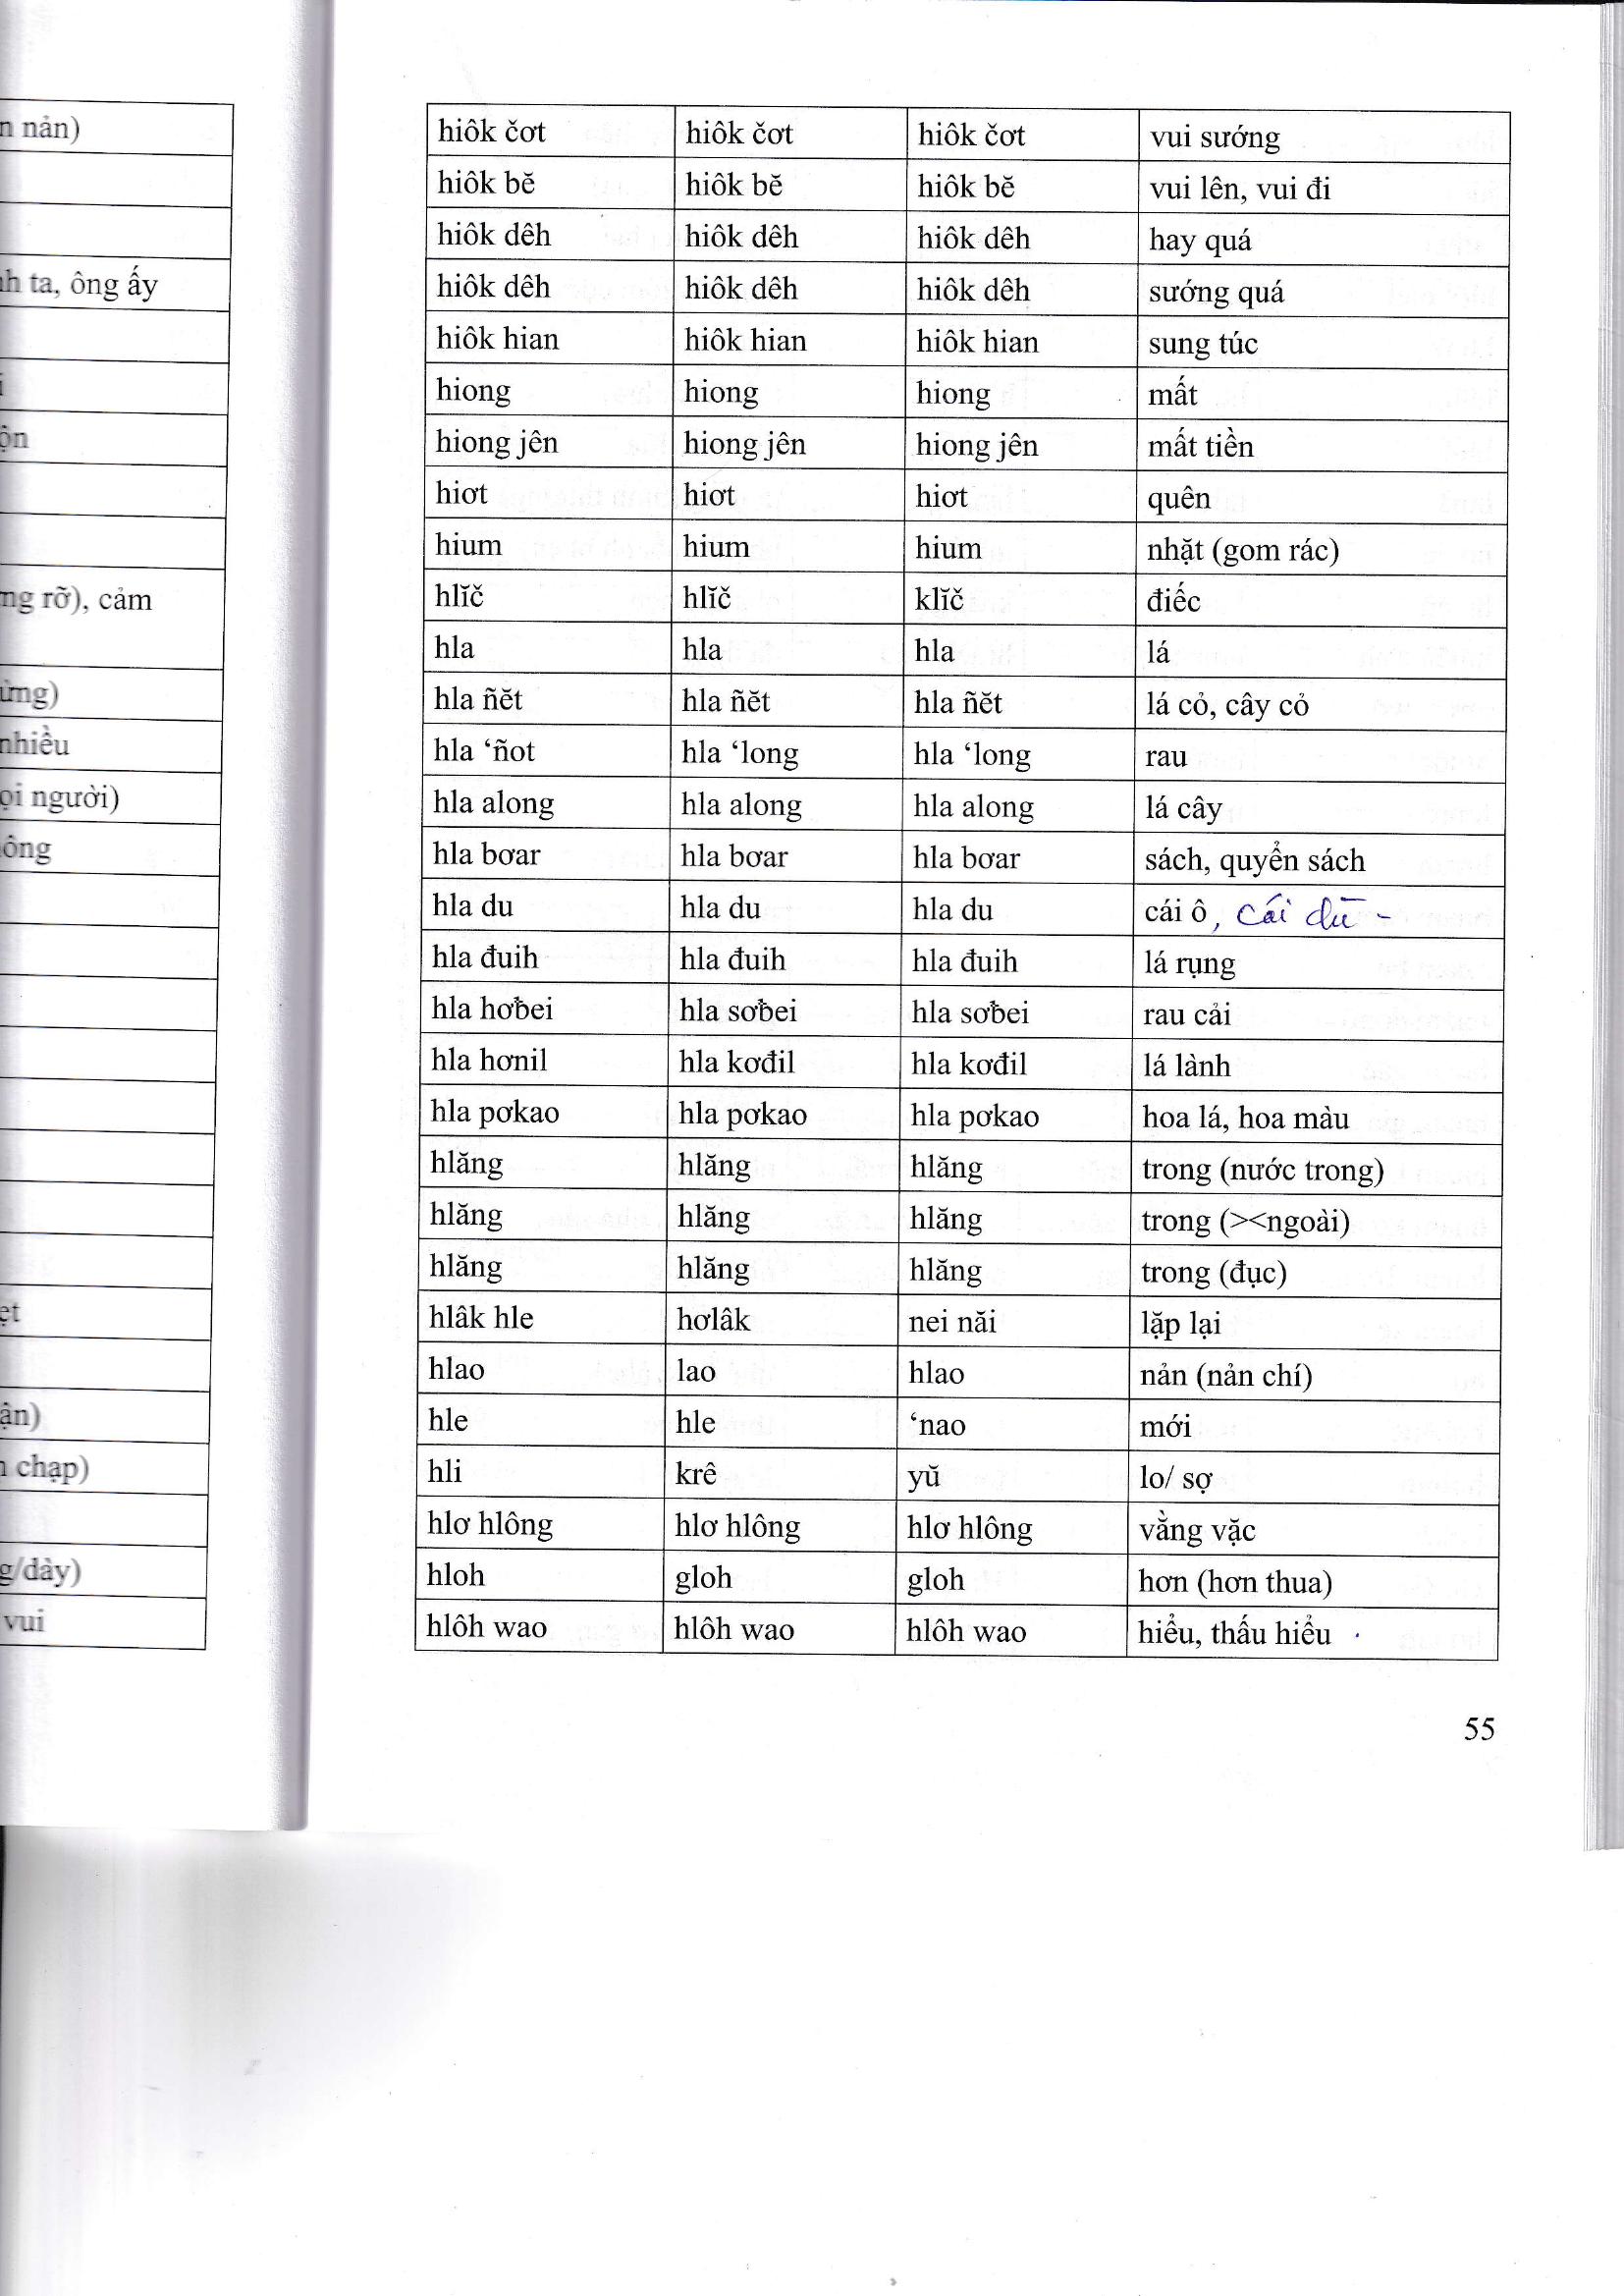 n nản)
nh ta, ông ấy
ộn
ng rỡ), cảm
ừng)
nhiều
ọi người)
ông
ẹt
ận)
n chạp)
g/dày)
vui
hiôk čơt hiôk čơt hiôk čơt vui sướng
hiôk bĕ hiôk bĕ hiôk bĕ vui lên, vui đi
hiôk dêh hiôk dêh hiôk dêh hay quá
hiôk dêh hiôk dêh hiôk dêh sướng quá
hiôk hian hiôk hian hiôk hian sung túc
hiong hiong hiong mất
hiong jên hiong jên hiong jên mất tiền
hiơt hiơt hiơt quên
hium hium hium nhặt (gom rác)
hlĭč hlĭč klĭč điếc
hla hla hla lá
hla ñĕt hla ñĕt hla ñĕt lá cỏ, cây cỏ
hla ‘ñot hla ‘long hla ‘long rau
hla along hla along hla along lá cây
hla bơar hla bơar hla bơar sách, quyển sách
hla du hla du hla du cái ô, cái dù -
hla đuih hla đuih hla đuih lá rụng
hla hơƀei hla sơƀei hla sơƀei rau cải
hla hơnil hla kơđil hla kơđil lá lành
hla pơkao hla pơkao hla pơkao hoa lá, hoa màu
hlăng hlăng hlăng trong (nước trong)
hlăng hlăng hlăng trong (><ngoài)
hlăng hlăng hlăng trong (đục)
hlâk hle hơlâk nei năi lặp lại
hlao lao hlao nản (nản chí)
hle hle ‘nao mới
hli krê yŭ lo/ sợ
hlơ hlông hlơ hlông hlơ hlông vằng vặc
hloh gloh gloh hơn (hơn thua)
hlôh wao hlôh wao hlôh wao hiểu, thấu hiểu
55